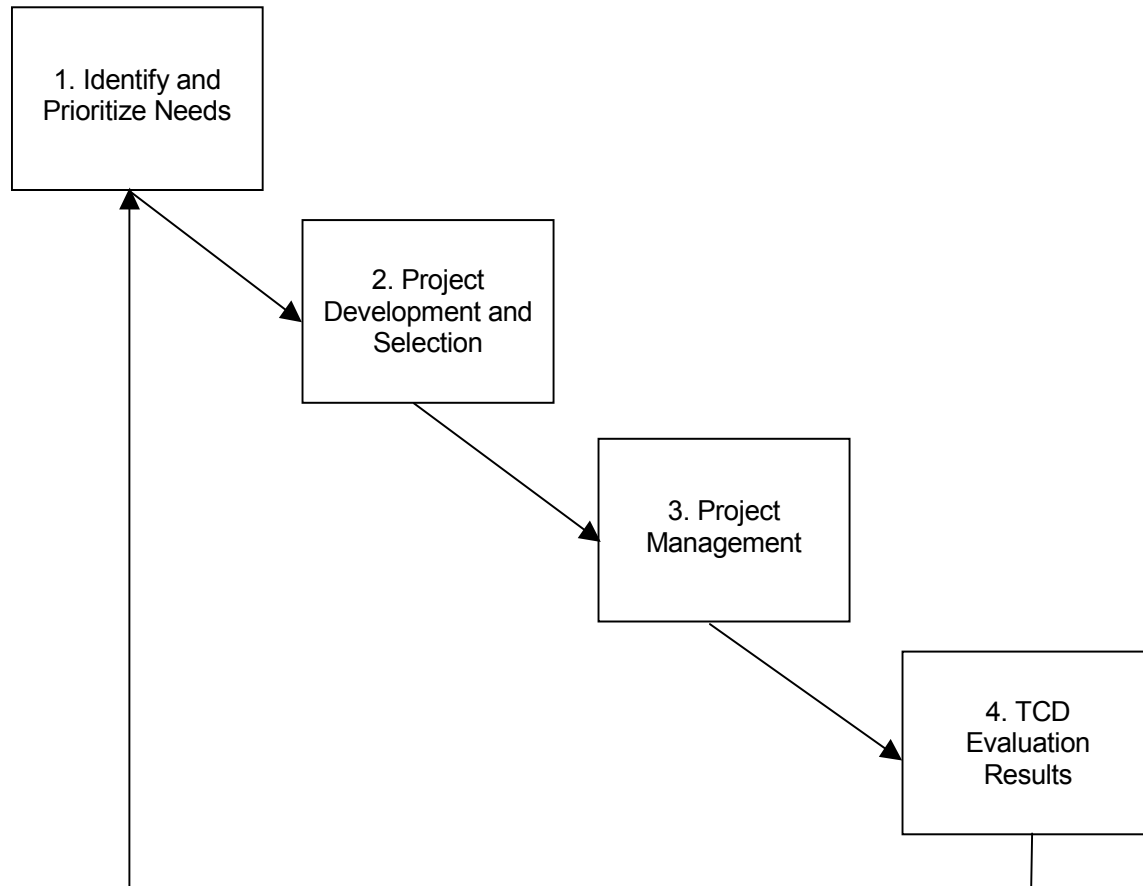 1. Identify and
Prioritize Needs
2. Project
Development and
Selection
3. Project
Management
4. TCD
Evaluation
Results